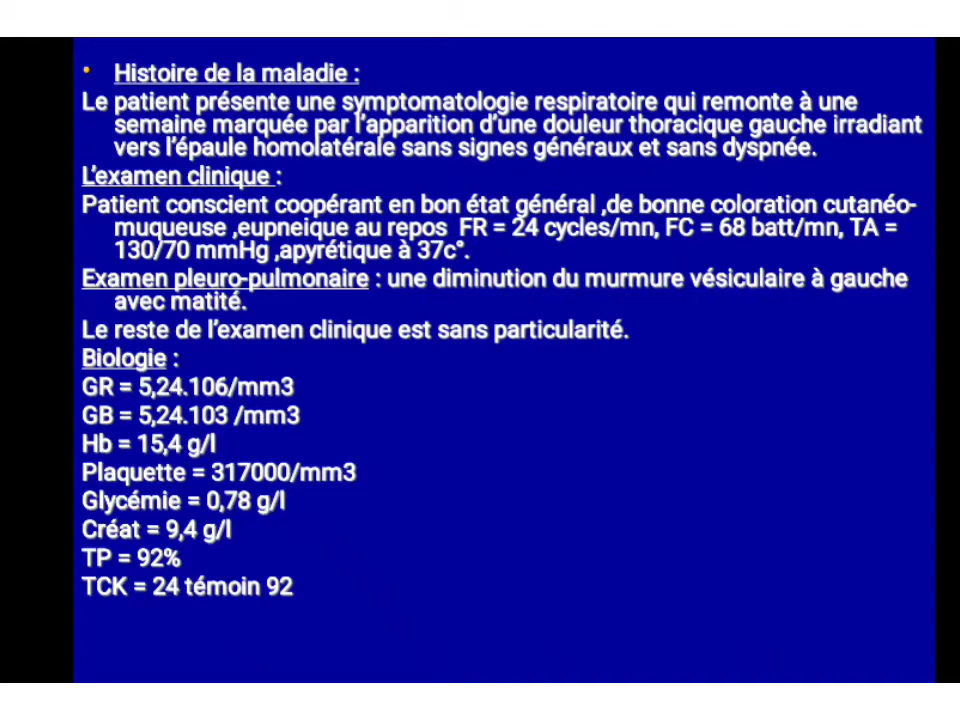 • Histoire de la maladie :
Le patient présente une symptomatologie respiratoire qui remonte à une
semaine marquée par l’apparition d’une douleur thoracique gauche irradiant
vers l’épaule homolatérale sans signes généraux et sans dyspnée.
L’examen clinique :
Patient conscient coopérant en bon état général ,de bonne coloration cutanéo-
muqueuse ,eupneique au repos  FR = 24 cycles/mn, FC = 68 batt/mn, TA =
130/70 mmHg ,apyrétique à 37c°.
Examen pleuro-pulmonaire : une diminution du murmure vésiculaire à gauche
avec matité.
Le reste de l’examen clinique est sans particularité.
Biologie :
GR = 5,24.106/mm3
GB = 5,24.103 /mm3
Hb = 15,4 g/l
Plaquette = 317000/mm3
Glycémie = 0,78 g/l
Créat = 9,4 g/l
TP = 92%
TCK = 24 témoin 92